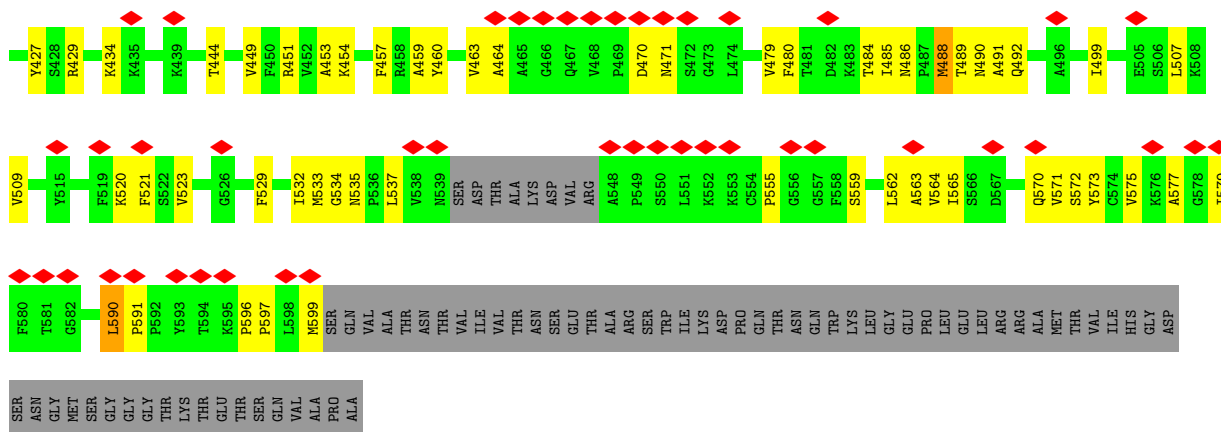 Y427 S428 R429 K434 K435 K439 T444 V449 F450 R451 V452 A453 K454 F457 R458 A459 Y460 V463 A464 A465 G466 Q467 V468 P469 D470 N471 S472 G473 L474 V479 F480 T481 D482 K483 T484 I485 N486 P487 M488 T489 N490 A491 Q492 A496 I499 E505 S506 L507 K508
V509 Y515 F519 K520 F521 S522 V523 G526 F529 I532 M533 G534 N535 P536 L537 V538 N539 SER ASP THR ALA LYS ASP VAL ARG A548 P549 S550 L551 K552 K553 C554 P555 G556 G557 F558 S559 L562 A563 V564 I565 S566 D567 Q570 V571 S572 Y573 C574 V575 K576 A577 G578
F580 T581 G582 L590 P591 P592 Y593 T594 K595 P596 P597 L598 M599 SER GLN VAL ALA THR ASN THR VAL ILE VAL THR ASN SER GLU THR ALA ARG SER TRP ILE LYS ASP PRO GLN THR ASN GLN TRP LYS LEU GLY GLU PRO LEU GLU LEU ARG ARG ALA MET THR VAL ILE HIS GLY ASP
SER ASN GLY MET SER GLY GLY GLY THR LYS THR GLU THR SER GLN VAL ALA PRO ALA